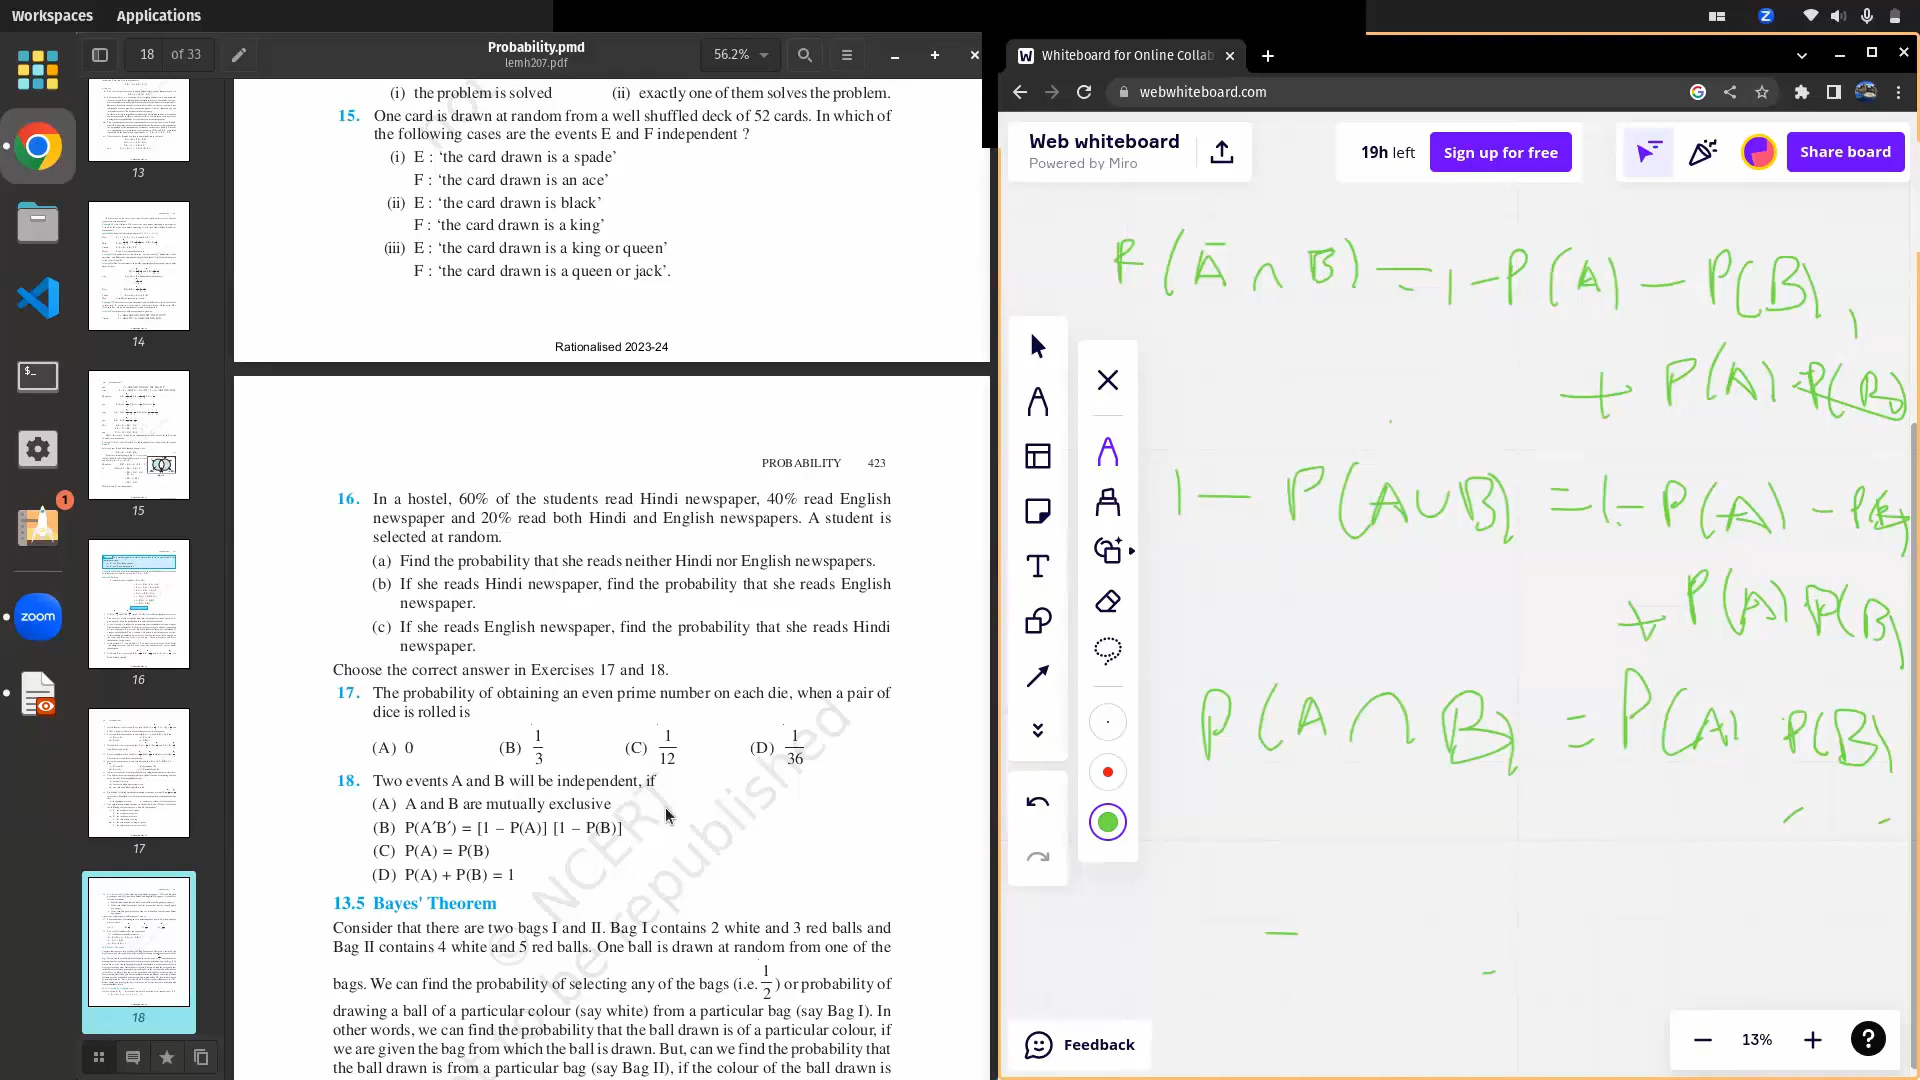 Workspaces Applications
18 of 33
Probability.pmd
lemh207.pdf
56.2%
13
14
15
16
17
18
1
$_
zoom
(i) the problem is solved (ii) exactly one of them solves the problem.
15. One card is drawn at random from a well shuffled deck of 52 cards. In which of
the following cases are the events E and F independent ?
(i) E : ‘the card drawn is a spade’
F : ‘the card drawn is an ace’
(ii) E : ‘the card drawn is black’
F : ‘the card drawn is a king’
(iii) E : ‘the card drawn is a king or queen’
F : ‘the card drawn is a queen or jack’.
Rationalised 2023-24
PROBABILITY 423
16. In a hostel, 60% of the students read Hindi newspaper, 40% read English
newspaper and 20% read both Hindi and English newspapers. A student is
selected at random.
(a) Find the probability that she reads neither Hindi nor English newspapers.
(b) If she reads Hindi newspaper, find the probability that she reads English
newspaper.
(c) If she reads English newspaper, find the probability that she reads Hindi
newspaper.
Choose the correct answer in Exercises 17 and 18.
17. The probability of obtaining an even prime number on each die, when a pair of
dice is rolled is
(A) 0 (B) 1/3 (C) 1/12 (D) 1/36
18. Two events A and B will be independent, if
(A) A and B are mutually exclusive
(B) P(A′B′) = [1 – P(A)] [1 – P(B)]
(C) P(A) = P(B)
(D) P(A) + P(B) = 1
13.5 Bayes' Theorem
Consider that there are two bags I and II. Bag I contains 2 white and 3 red balls and
Bag II contains 4 white and 5 red balls. One ball is drawn at random from one of the
bags. We can find the probability of selecting any of the bags (i.e. 1/2 ) or probability of
drawing a ball of a particular colour (say white) from a particular bag (say Bag I). In
other words, we can find the probability that the ball drawn is of a particular colour, if
we are given the bag from which the ball is drawn. But, can we find the probability that
the ball drawn is from a particular bag (say Bag II), if the colour of the ball drawn is
© NCERT
be republished
Whiteboard for Online Collab
webwhiteboard.com
Web whiteboard
Powered by Miro
19h left
Sign up for free
Share board
P(Ā ∩ B̄) = 1 - P(A) - P(B)
+ P(A) P(B)
1 - P(A∪B) = 1 - P(A) - P(B)
+ P(A) P(B)
P(A ∩ B) = P(A) P(B)
Feedback
13%